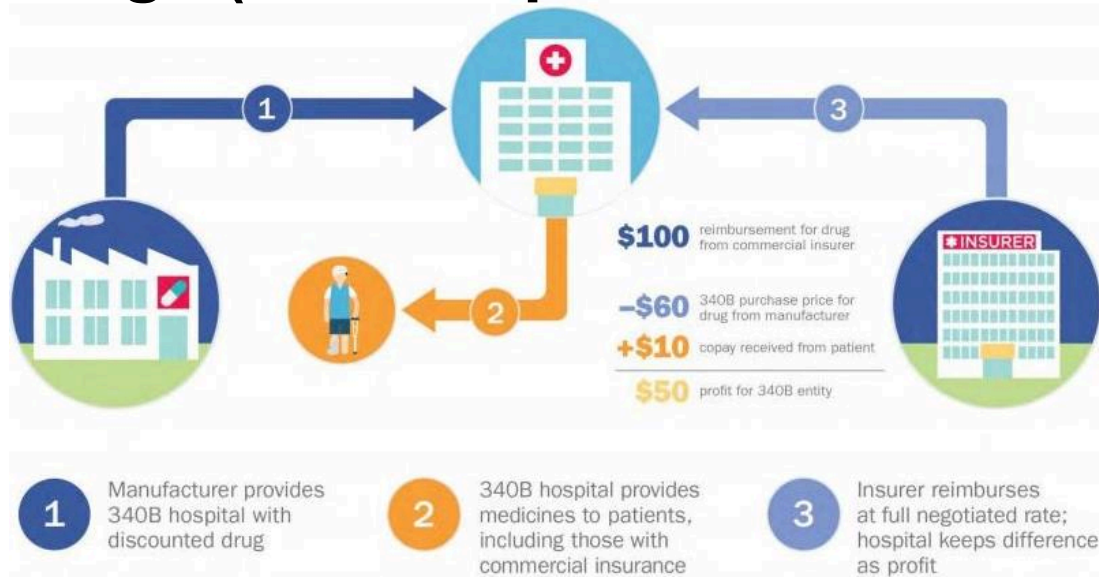 1
3
$100 reimbursement for drug
from commercial insurer
INSURER
2
–$60 340B purchase price for
drug from manufacturer
+$10 copay received from patient
$50 profit for 340B entity
1 Manufacturer provides
340B hospital with
discounted drug
2 340B hospital provides
medicines to patients,
including those with
commercial insurance
3 Insurer reimburses
at full negotiated rate;
hospital keeps difference
as profit